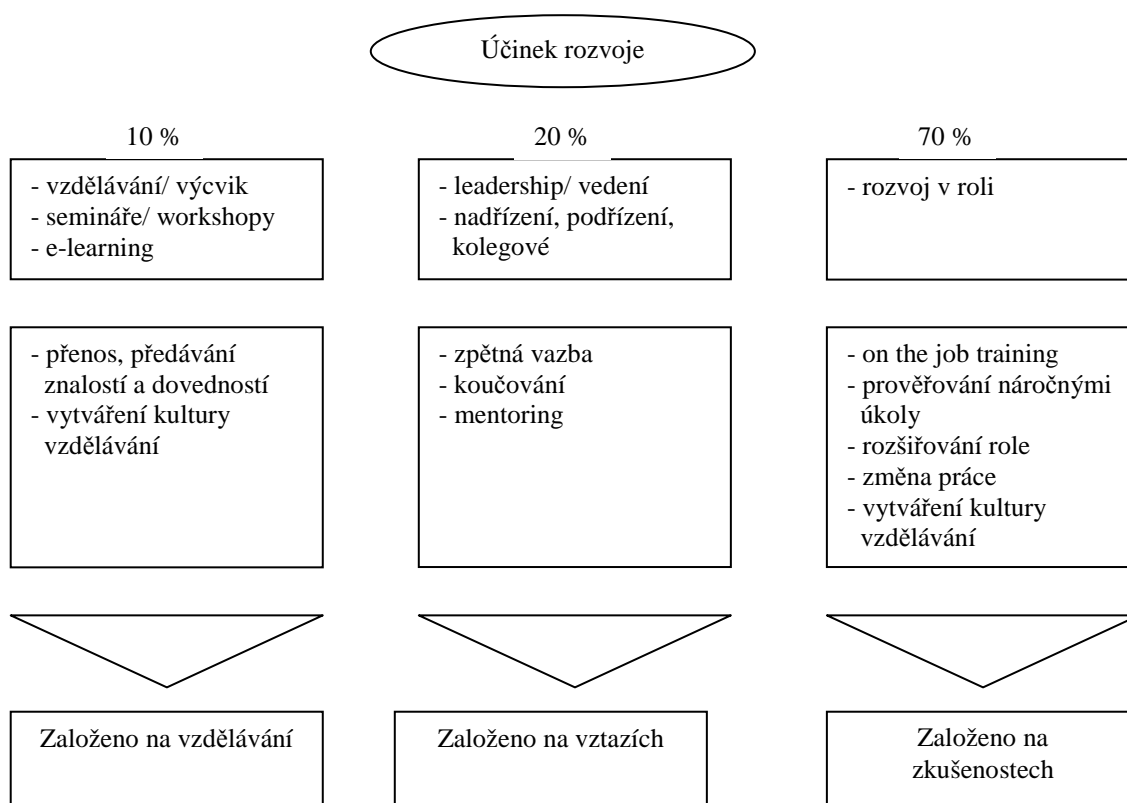 Účinek rozvoje
10 %
20 %
70 %
- vzdělávání/ výcvik
- semináře/ workshopy
- e-learning
- leadership/ vedení
- nadřízení, podřízení,
kolegové
- rozvoj v roli
- přenos, předávání
znalostí a dovedností
- vytváření kultury
vzdělávání
- zpětná vazba
- koučování
- mentoring
- on the job training
- prověřování náročnými
úkoly
- rozšiřování role
- změna práce
- vytváření kultury
vzdělávání
Založeno na vzdělávání
Založeno na vztazích
Založeno na
zkušenostech